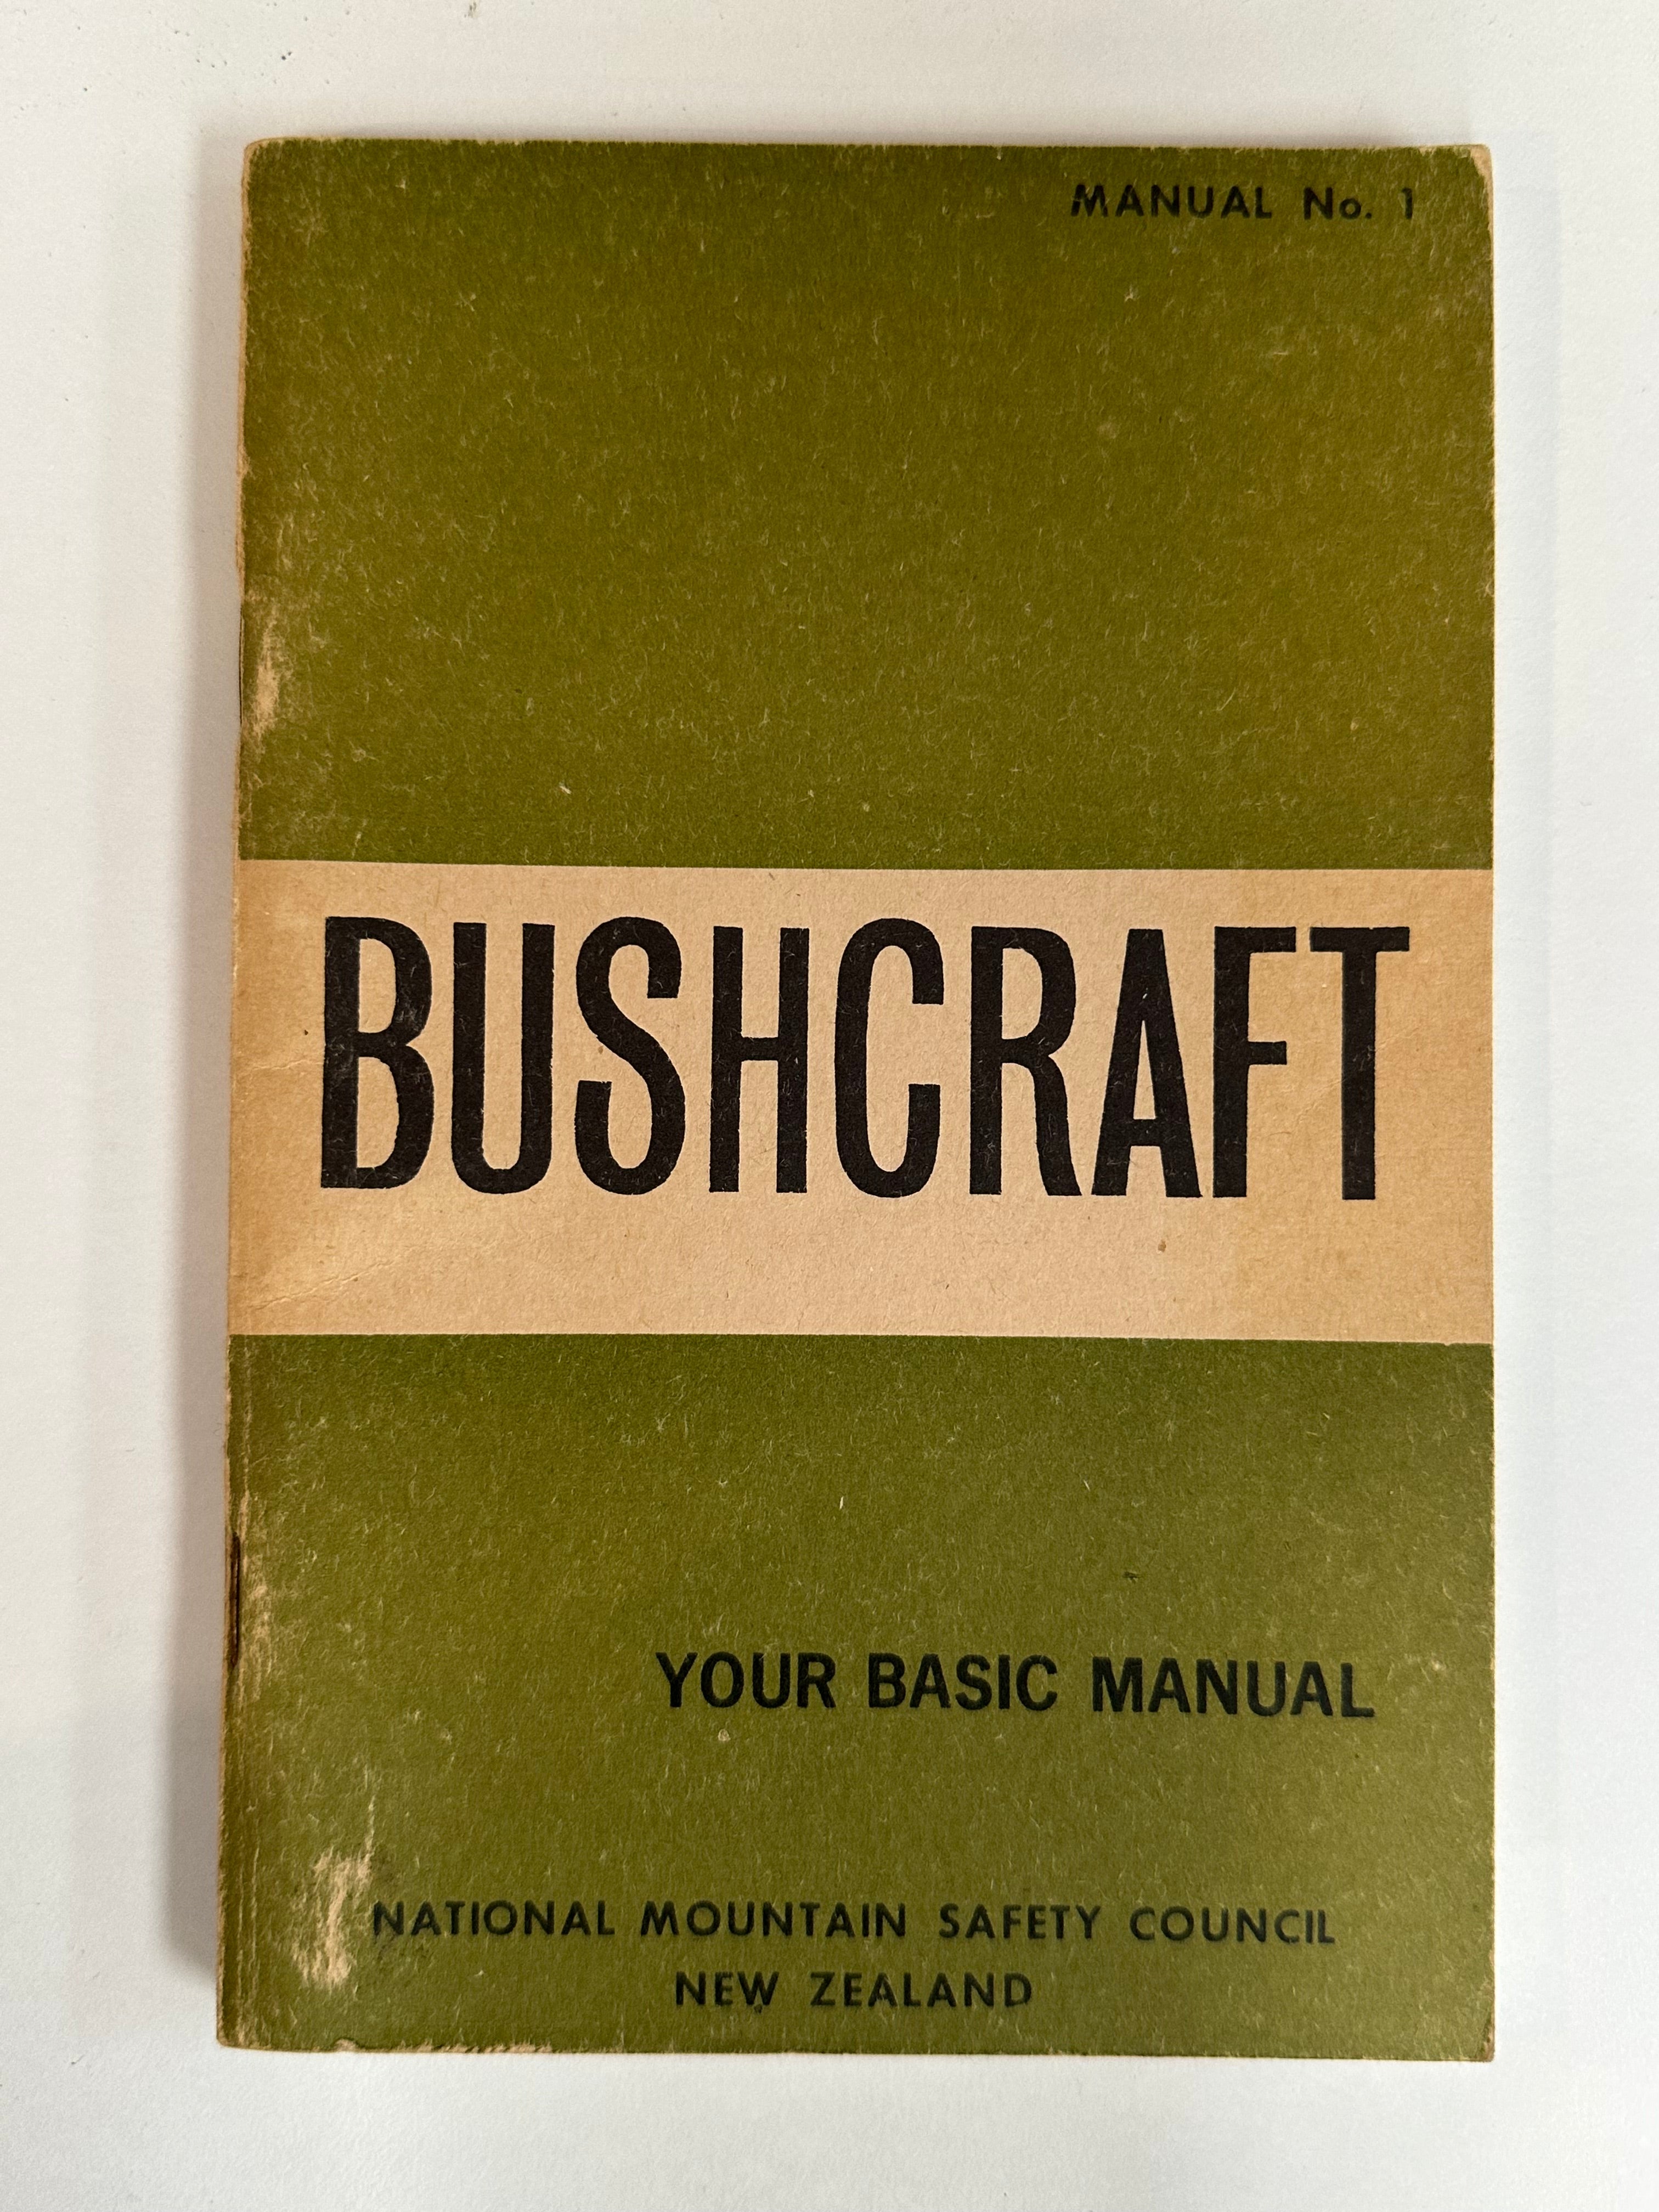 MANUAL No. 1
BUSHCRAFT
YOUR BASIC MANUAL
NATIONAL MOUNTAIN SAFETY COUNCIL
NEW ZEALAND